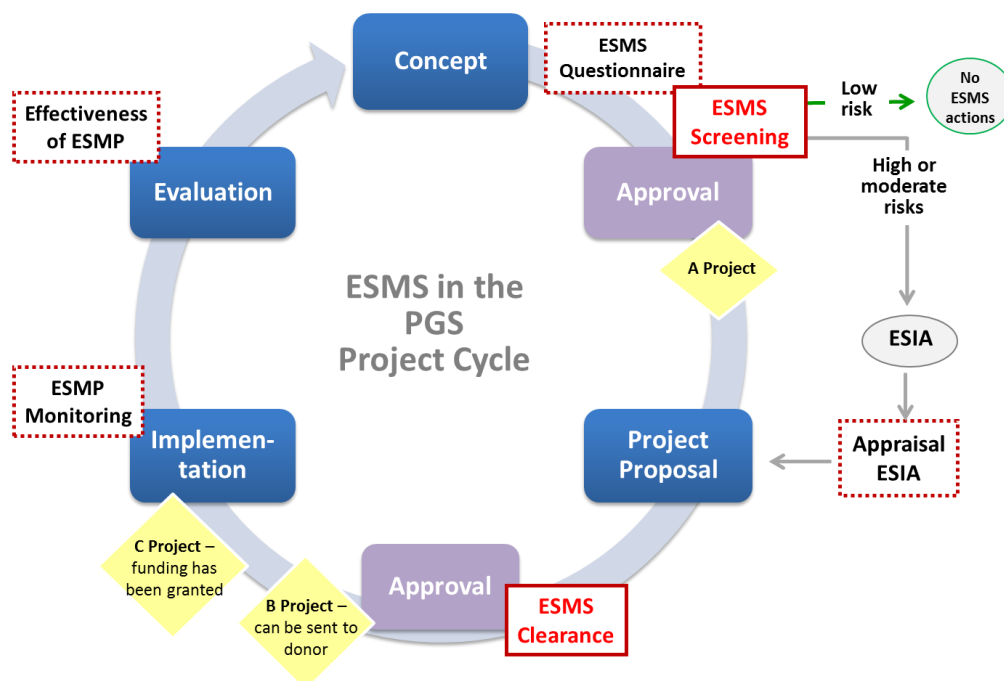 Concept
ESMS
Questionnaire
ESMS
Screening
Low
risk
No
ESMS
actions
Approval
High or
moderate
risks
A Project
ESIA
Appraisal
ESIA
Project
Proposal
ESMS
Clearance
Approval
B Project –
can be sent to
donor
C Project –
funding has
been granted
Implemen-
tation
ESMP
Monitoring
Evaluation
Effectiveness
of ESMP
ESMS in the
PGS
Project Cycle